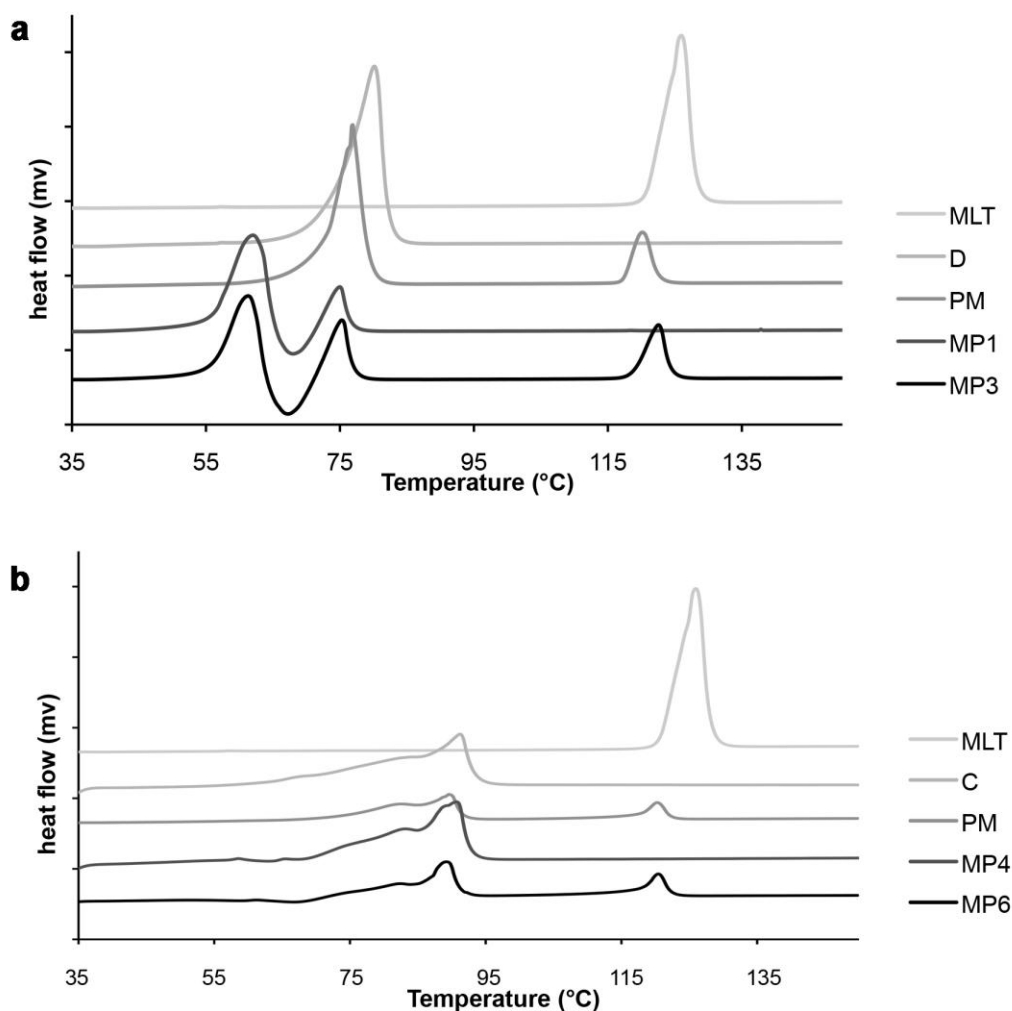 a
heat flow (mv)
35 55 75 95 115 135
Temperature (°C)
MLT
D
PM
MP1
MP3
b
heat flow (mv)
35 55 75 95 115 135
Temperature (°C)
MLT
C
PM
MP4
MP6